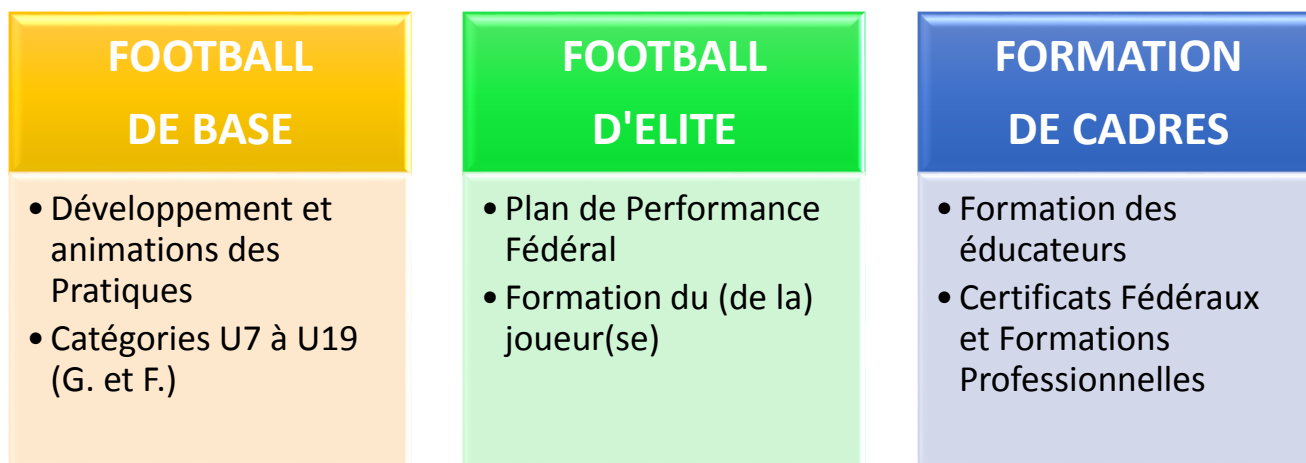 FOOTBALL
DE BASE
• Développement et
animations des
Pratiques
• Catégories U7 à U19
(G. et F.)
FOOTBALL
D'ELITE
• Plan de Performance
Fédéral
• Formation du (de la)
joueur(se)
FORMATION
DE CADRES
• Formation des
éducateurs
• Certificats Fédéraux
et Formations
Professionnelles